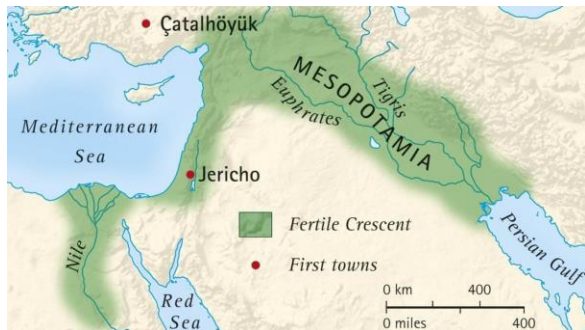 Çatalhöyük
MESOPOTAMIA
Tigris
Euphrates
Mediterranean
Sea
Jericho
Nile
Fertile Crescent
First towns
Red
Sea
Persian Gulf
0 km 400
0 miles 400